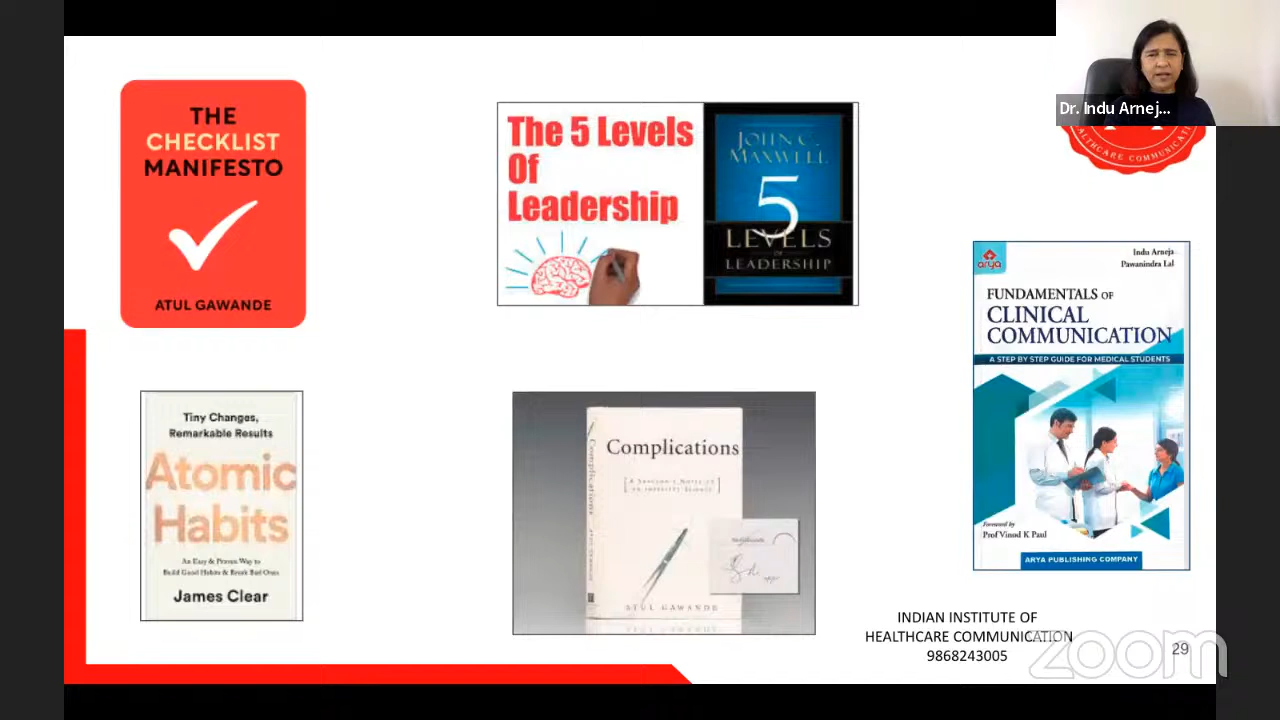 THE
CHECKLIST
MANIFESTO
ATUL GAWANDE
The 5 Levels
Of
Leadership
JOHN C.
MAXWELL
5
LEVELS
OF
LEADERSHIP
Dr. Indu Arnej...
HEALTHCARE COMMUNICATION
arya
Indu Arneja
Pawanindra Lal
FUNDAMENTALS OF
CLINICAL
COMMUNICATION
A STEP BY STEP GUIDE FOR MEDICAL STUDENTS
Foreword by
Prof Vinod K Paul
ARYA PUBLISHING COMPANY
Tiny Changes,
Remarkable Results
Atomic
Habits
An Easy & Proven Way to
Build Good Habits & Break Bad Ones
James Clear
Complications
ATUL GAWANDE
INDIAN INSTITUTE OF
HEALTHCARE COMMUNICATION
9868243005
29
zoom